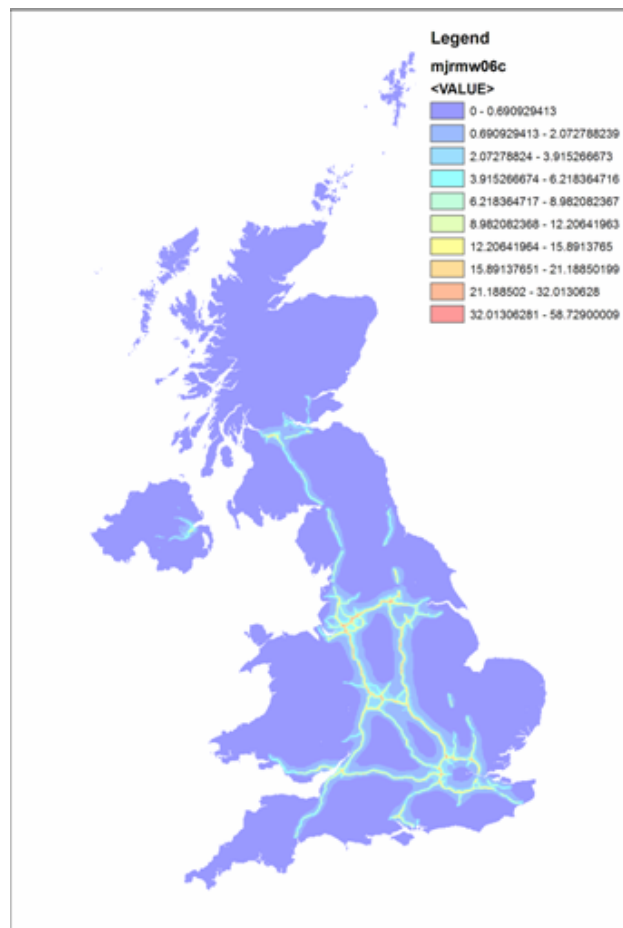 Legend
mjrmw06c
<VALUE>
0 - 0.690929413
0.690929413 - 2.072788239
2.07278824 - 3.915266673
3.915266674 - 6.218364716
6.218364717 - 8.982082367
8.982082368 - 12.20641963
12.20641964 - 15.8913765
15.89137651 - 21.18850199
21.188502 - 32.0130628
32.01306281 - 58.72900009